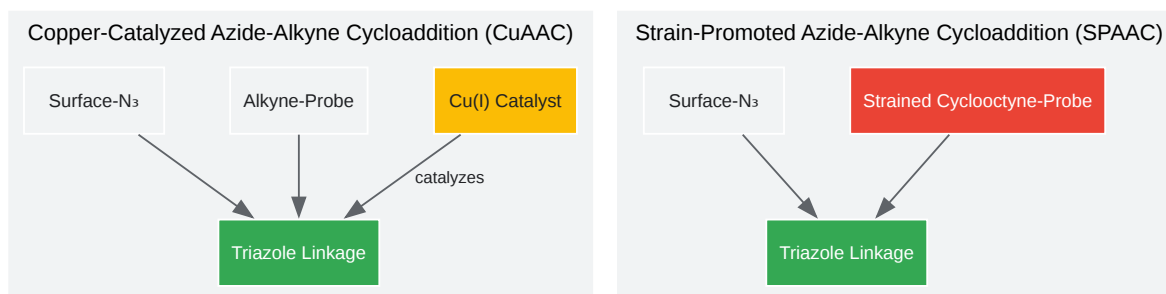 Copper-Catalyzed Azide-Alkyne Cycloaddition (CuAAC)
Surface-N₃
Alkyne-Probe
Cu(I) Catalyst
catalyzes
Triazole Linkage
Strain-Promoted Azide-Alkyne Cycloaddition (SPAAC)
Surface-N₃
Strained Cyclooctyne-Probe
Triazole Linkage